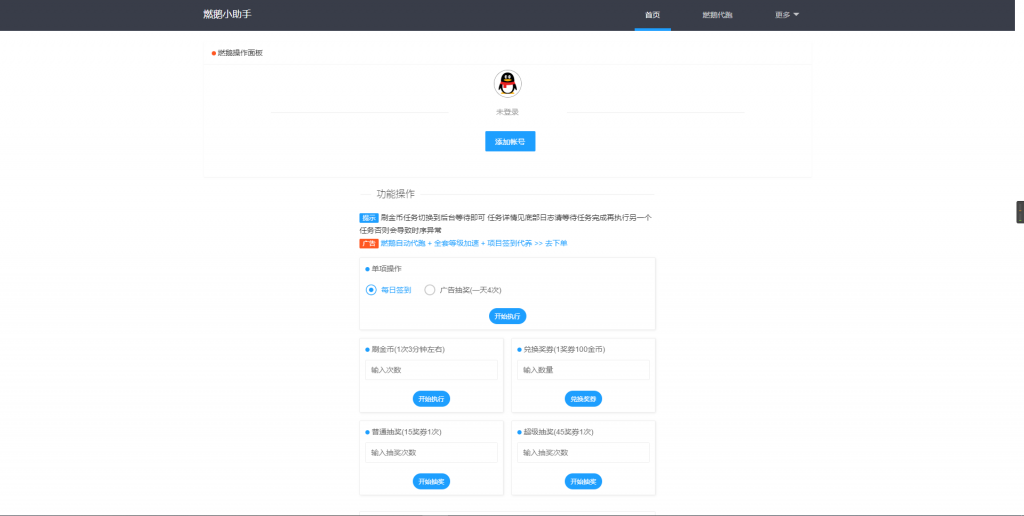 燃鹅小助手
首页 燃鹅代跑 更多
燃鹅操作面板
未登录
添加帐号
功能操作
提示 刷金币任务切换到后台等待即可 任务详情见底部日志请等待任务完成再执行另一个
任务否则会导致时序异常
广告 燃鹅自动代跑 + 全套等级加速 + 项目签到代养 >> 去下单
单项操作
每日签到 广告抽奖(一天4次)
开始执行
刷金币(1次3分钟左右)
输入次数
开始执行
兑换奖券(1奖券100金币)
输入数量
兑换奖券
普通抽奖(15奖券1次)
输入抽奖次数
开始抽奖
超级抽奖(45奖券1次)
输入抽奖次数
开始抽奖